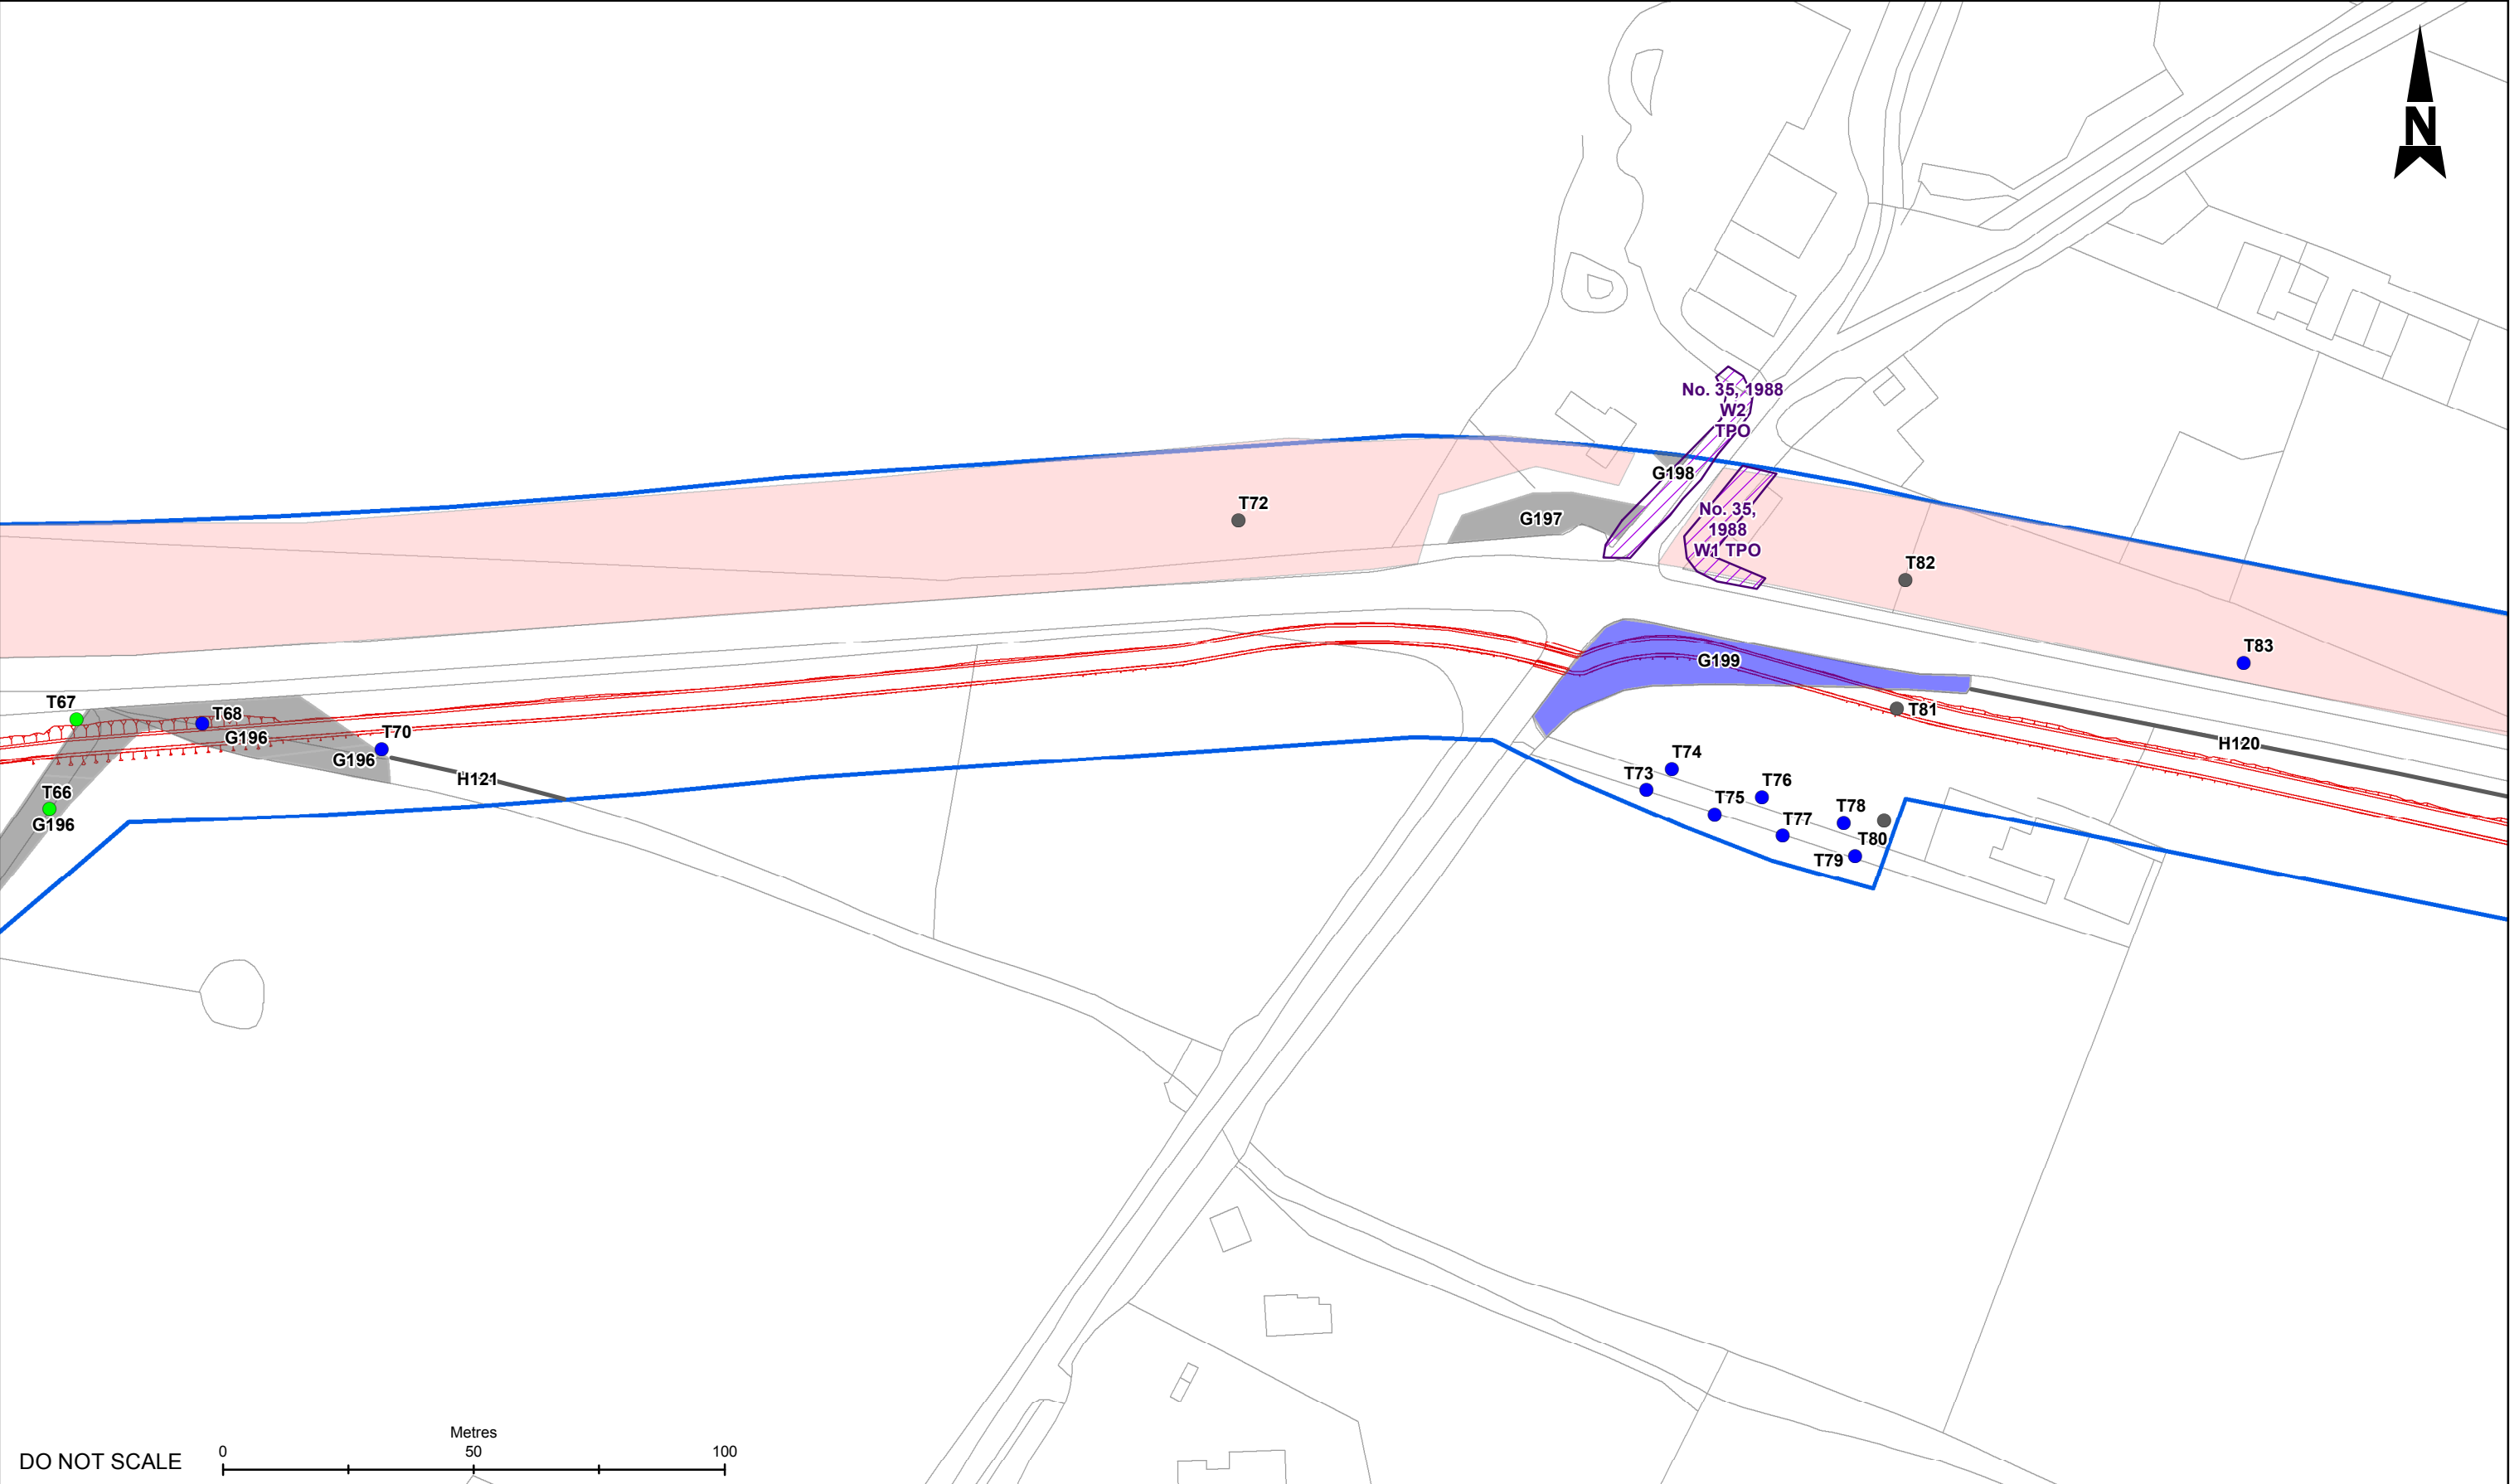 N
No. 35, 1988
W2
TPO
G198
T72
G197
No. 35,
1988
W1 TPO
T82
T83
G199
T67
T68
G196
T70
G196
H121
T66
G196
T81
H120
T74
T73
T76
T75
T78
T77
T80
T79
Metres
0 50 100
DO NOT SCALE